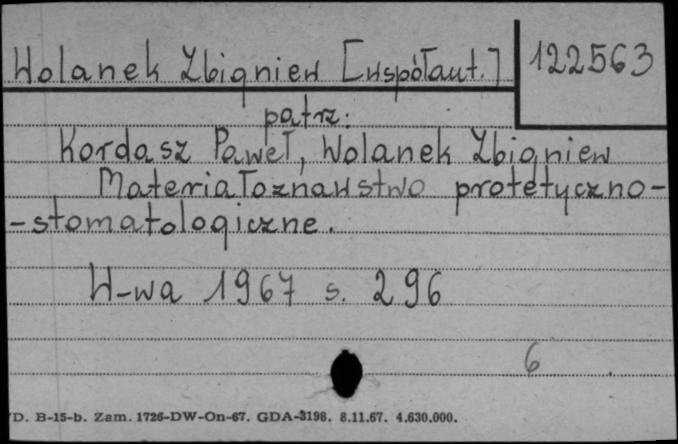 Wolanek Zbigniew [współaut.] 122563
patrz:
Kordasz Paweł, Wolanek Zbigniew
Materiałoznawstwo protetyczno-
-stomatologiczne.
W-wa 1967 s. 296
6
D. B-15-b. Zam. 1726-DW-On-67. GDA-3198. 8.11.67. 4.630.000.